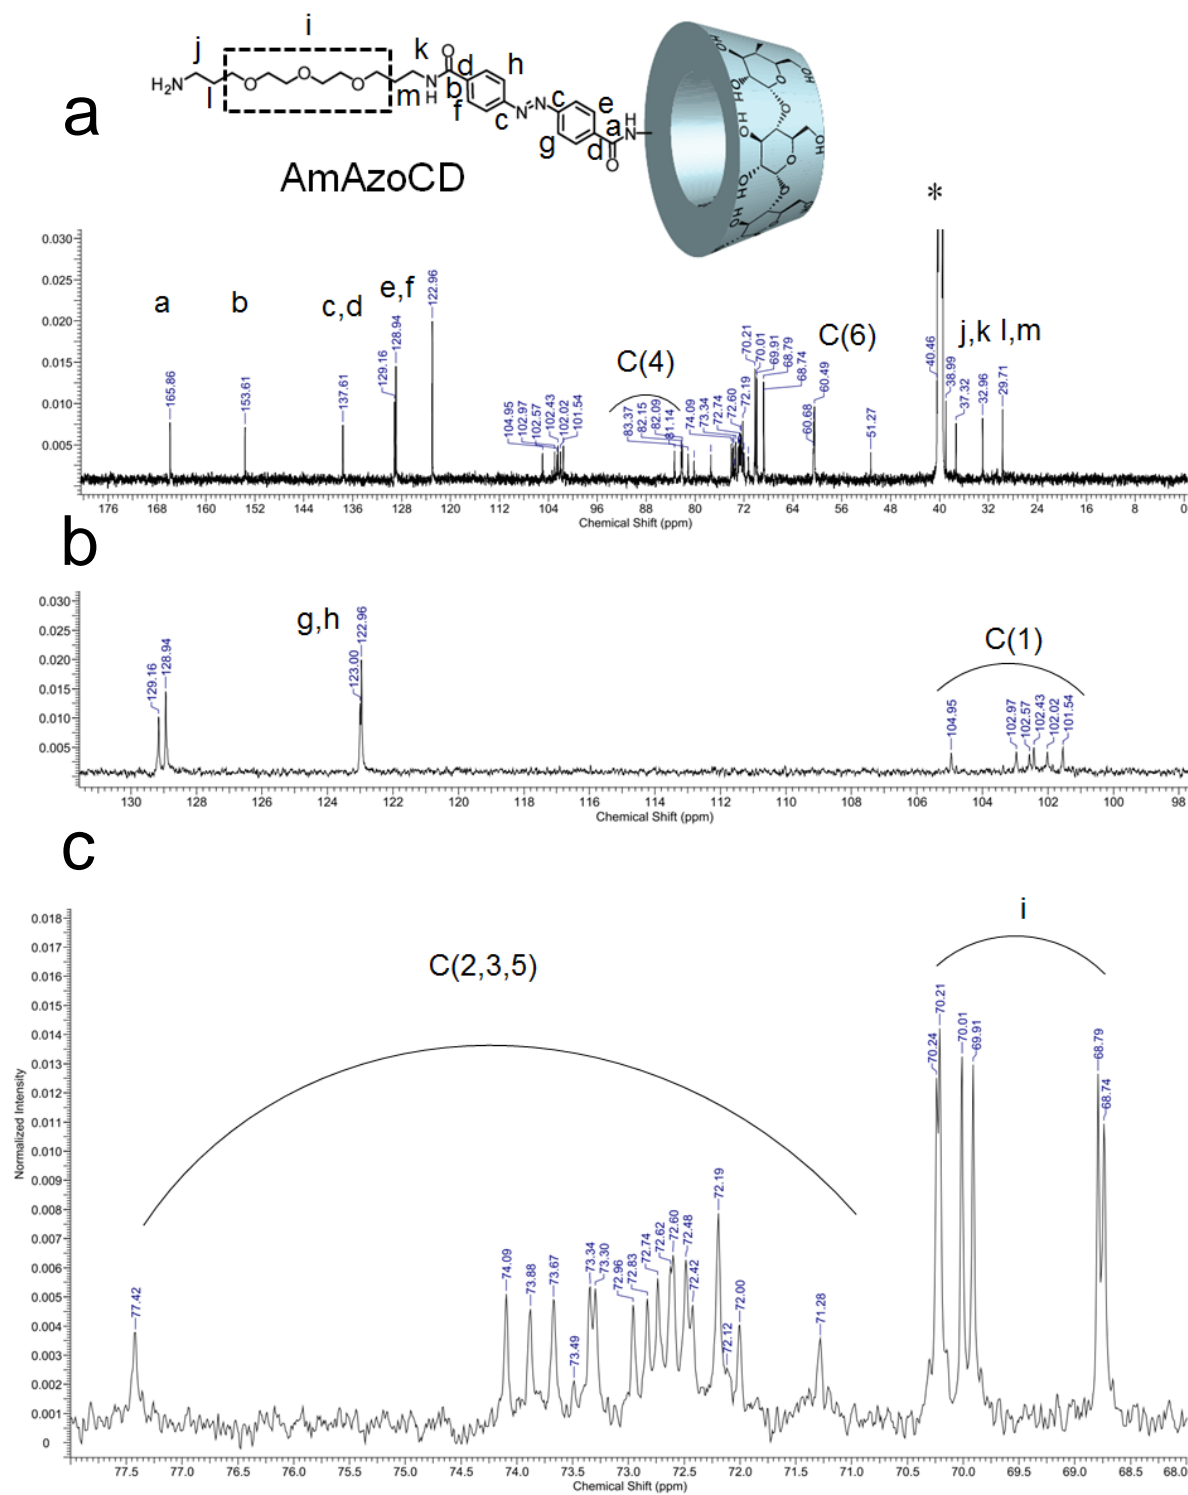 a
i
j
k
O
H₂N
l
O
O
O
m
N
H
d
b
f
h
c
N
N
c
e
g
a
d
H
N
O
AmAzoCD
HO
OH
OH
O
HO
OH
O
H O
H O
O
OH
HO
O
OH
HO
O
HO
*
a
b
c,d
e,f
C(4)
C(6)
j,k
l,m
165.86
153.61
137.61
129.16
128.94
122.96
104.95
102.97
102.57
102.43
102.02
101.54
83.37
82.15
82.09
81.14
74.09
73.34
72.74
72.60
72.19
70.21
70.01
69.91
68.79
68.74
60.68
60.49
51.27
40.46
38.99
37.32
32.96
29.71
0.030
0.025
0.020
0.015
0.010
0.005
176 168 160 152 144 136 128 120 112 104 96 88 80 72 64 56 48 40 32 24 16 8 0
Chemical Shift (ppm)
b
g,h
C(1)
129.16
128.94
123.00
122.96
104.95
102.97
102.57
102.43
102.02
101.54
0.030
0.025
0.020
0.015
0.010
0.005
130 128 126 124 122 120 118 116 114 112 110 108 106 104 102 100 98
Chemical Shift (ppm)
c
C(2,3,5)
i
77.42
74.09
73.88
73.67
73.49
73.34
73.30
72.96
72.83
72.74
72.62
72.60
72.48
72.42
72.19
72.12
72.00
71.28
70.24
70.21
70.01
69.91
68.79
68.74
Normalized Intensity
0.018
0.017
0.016
0.015
0.014
0.013
0.012
0.011
0.010
0.009
0.008
0.007
0.006
0.005
0.004
0.003
0.002
0.001
0
77.5 77.0 76.5 76.0 75.5 75.0 74.5 74.0 73.5 73.0 72.5 72.0 71.5 71.0 70.5 70.0 69.5 69.0 68.5 68.0
Chemical Shift (ppm)